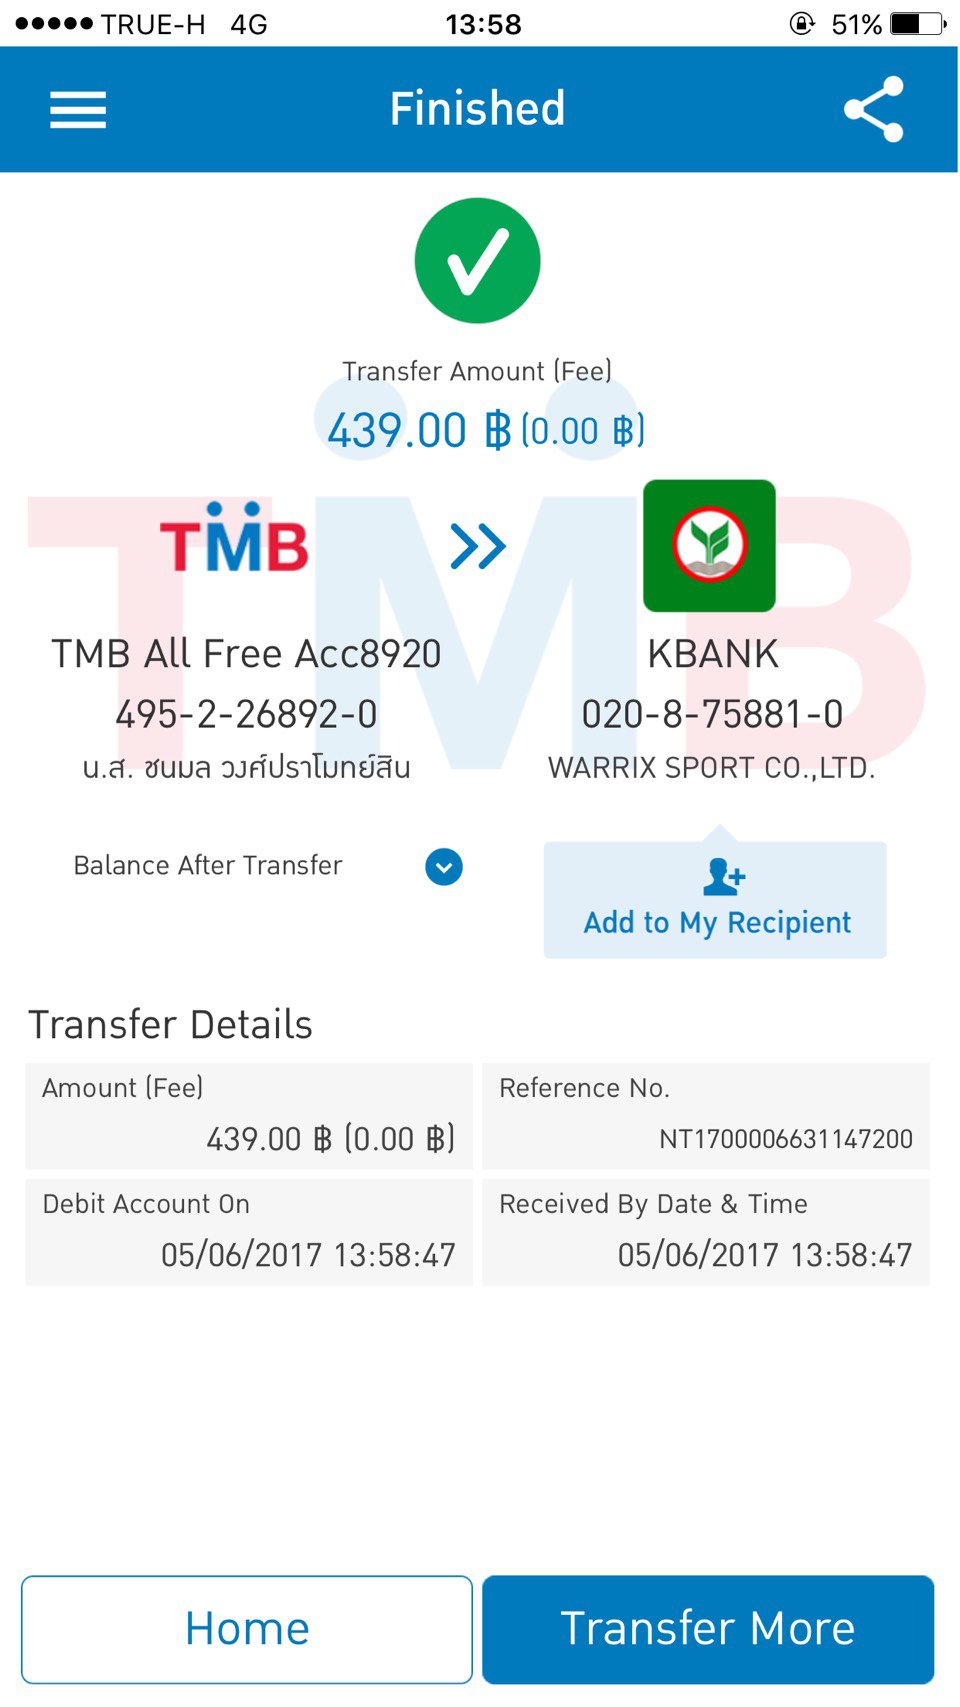 TRUE-H 4G 13:58 51%
Finished
Transfer Amount (Fee)
439.00 ฿ (0.00 ฿)
TMB
TMB All Free Acc8920
495-2-26892-0
น.ส. ชนมล วงศ์ปราโมทย์สิน
KBANK
020-8-75881-0
WARRIX SPORT CO.,LTD.
Balance After Transfer
Add to My Recipient
Transfer Details
Amount (Fee)
439.00 ฿ (0.00 ฿)
Reference No.
NT1700006631147200
Debit Account On
05/06/2017 13:58:47
Received By Date & Time
05/06/2017 13:58:47
Home
Transfer More
TMB